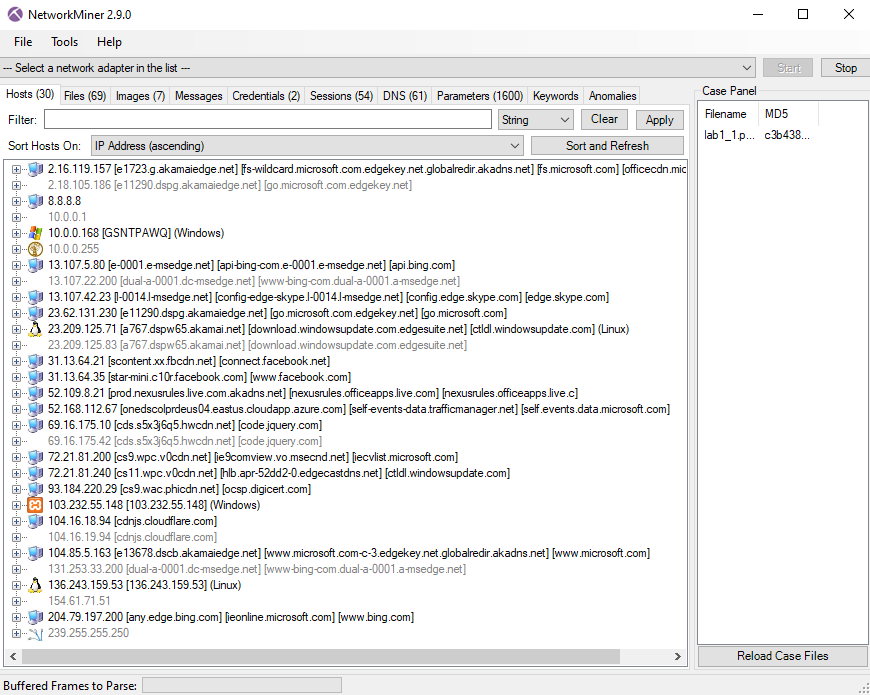 NetworkMiner 2.9.0
File Tools Help
--- Select a network adapter in the list ---
Start
Stop
Hosts (30) Files (69) Images (7) Messages Credentials (2) Sessions (54) DNS (61) Parameters (1600) Keywords Anomalies
Filter:
String
Clear
Apply
Sort Hosts On: IP Address (ascending)
Sort and Refresh
2.16.119.157 [e1723.g.akamaiedge.net] [fs-wildcard.microsoft.com.edgekey.net.globalredir.akadns.net] [fs.microsoft.com] [officecdn.mic
2.18.105.186 [e11290.dspg.akamaiedge.net] [go.microsoft.com.edgekey.net]
8.8.8.8
10.0.0.1
10.0.0.168 [GSNTPAWQ] (Windows)
10.0.0.255
13.107.5.80 [e-0001.e-msedge.net] [api-bing-com.e-0001.e-msedge.net] [api.bing.com]
13.107.22.200 [dual-a-0001.dc-msedge.net] [www-bing-com.dual-a-0001.a-msedge.net]
13.107.42.23 [l-0014.l-msedge.net] [config-edge-skype.l-0014.l-msedge.net] [config.edge.skype.com] [edge.skype.com]
23.62.131.230 [e11290.dspg.akamaiedge.net] [go.microsoft.com.edgekey.net] [go.microsoft.com]
23.209.125.71 [a767.dspw65.akamai.net] [download.windowsupdate.com.edgesuite.net] [ctldl.windowsupdate.com] (Linux)
23.209.125.83 [a767.dspw65.akamai.net] [download.windowsupdate.com.edgesuite.net]
31.13.64.21 [scontent.xx.fbcdn.net] [connect.facebook.net]
31.13.64.35 [star-mini.c10r.facebook.com] [www.facebook.com]
52.109.8.21 [prod.nexusrules.live.com.akadns.net] [nexusrules.officeapps.live.com] [nexusrules.officeapps.live.c]
52.168.112.67 [onedscolprdeus04.eastus.cloudapp.azure.com] [self-events-data.trafficmanager.net] [self.events.data.microsoft.com]
69.16.175.10 [cds.s5x3j6q5.hwcdn.net] [code.jquery.com]
69.16.175.42 [cds.s5x3j6q5.hwcdn.net] [code.jquery.com]
72.21.81.200 [cs9.wpc.v0cdn.net] [ie9comview.vo.msecnd.net] [iecvlist.microsoft.com]
72.21.81.240 [cs11.wpc.v0cdn.net] [hlb.apr-52dd2-0.edgecastdns.net] [ctldl.windowsupdate.com]
93.184.220.29 [cs9.wac.phicdn.net] [ocsp.digicert.com]
103.232.55.148 [103.232.55.148] (Windows)
104.16.18.94 [cdnjs.cloudflare.com]
104.16.19.94 [cdnjs.cloudflare.com]
104.85.5.163 [e13678.dscb.akamaiedge.net] [www.microsoft.com-c-3.edgekey.net.globalredir.akadns.net] [www.microsoft.com]
131.253.33.200 [dual-a-0001.dc-msedge.net] [www-bing-com.dual-a-0001.a-msedge.net]
136.243.159.53 [136.243.159.53] (Linux)
154.61.71.51
204.79.197.200 [any.edge.bing.com] [ieonline.microsoft.com] [www.bing.com]
239.255.255.250
Case Panel
Filename MD5
lab1_1.p... c3b438...
Reload Case Files
Buffered Frames to Parse: